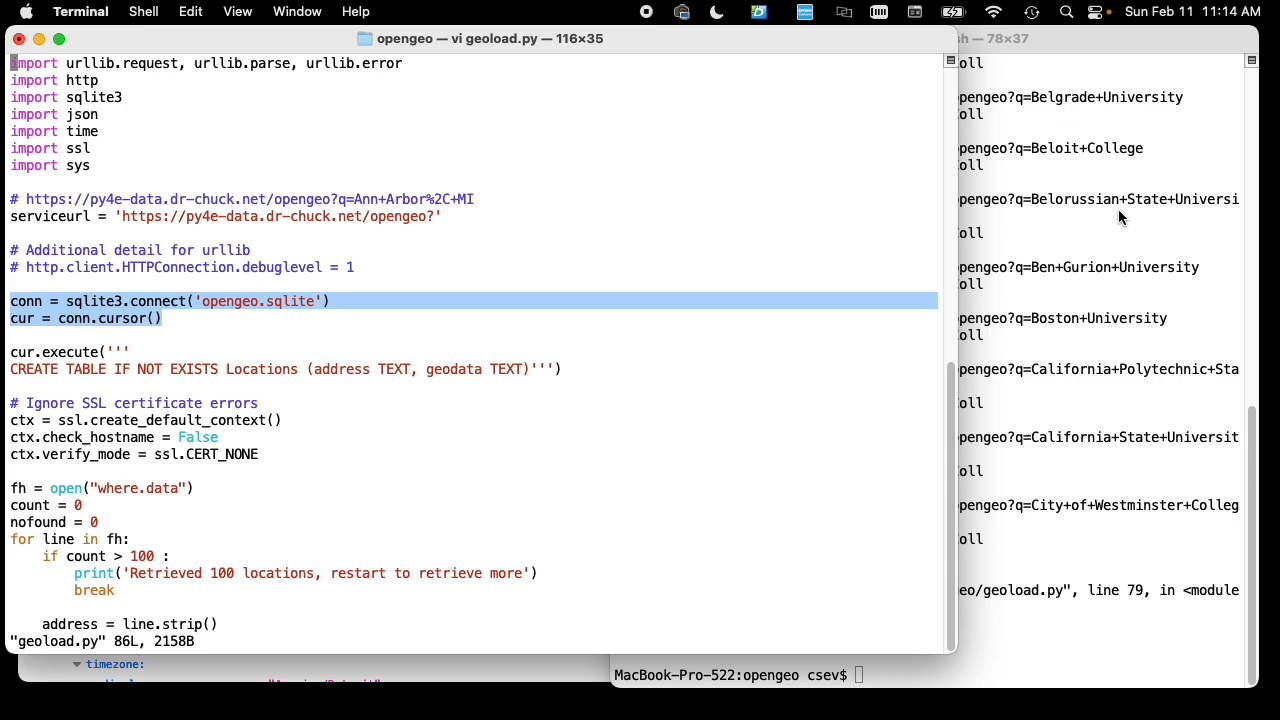 Terminal Shell Edit View Window Help Sun Feb 11 11:14 AM
opengeo — vi geoload.py — 116×35
sh — 78×37
import urllib.request, urllib.parse, urllib.error
import http
import sqlite3
import json
import time
import ssl
import sys
# https://py4e-data.dr-chuck.net/opengeo?q=Ann+Arbor%2C+MI
serviceurl = 'https://py4e-data.dr-chuck.net/opengeo?'
# Additional detail for urllib
# http.client.HTTPConnection.debuglevel = 1
conn = sqlite3.connect('opengeo.sqlite')
cur = conn.cursor()
cur.execute('''
CREATE TABLE IF NOT EXISTS Locations (address TEXT, geodata TEXT)''')
# Ignore SSL certificate errors
ctx = ssl.create_default_context()
ctx.check_hostname = False
ctx.verify_mode = ssl.CERT_NONE
fh = open("where.data")
count = 0
nofound = 0
for line in fh:
if count > 100 :
print('Retrieved 100 locations, restart to retrieve more')
break
address = line.strip()
"geoload.py" 86L, 2158B
oll
pengeo?q=Belgrade+University
oll
pengeo?q=Beloit+College
oll
pengeo?q=Belorussian+State+Universi
oll
pengeo?q=Ben+Gurion+University
oll
pengeo?q=Boston+University
oll
pengeo?q=California+Polytechnic+Sta
oll
pengeo?q=California+State+Universit
oll
pengeo?q=City+of+Westminster+Colleg
oll
eo/geoload.py", line 79, in <module
MacBook-Pro-522:opengeo csev$
timezone: